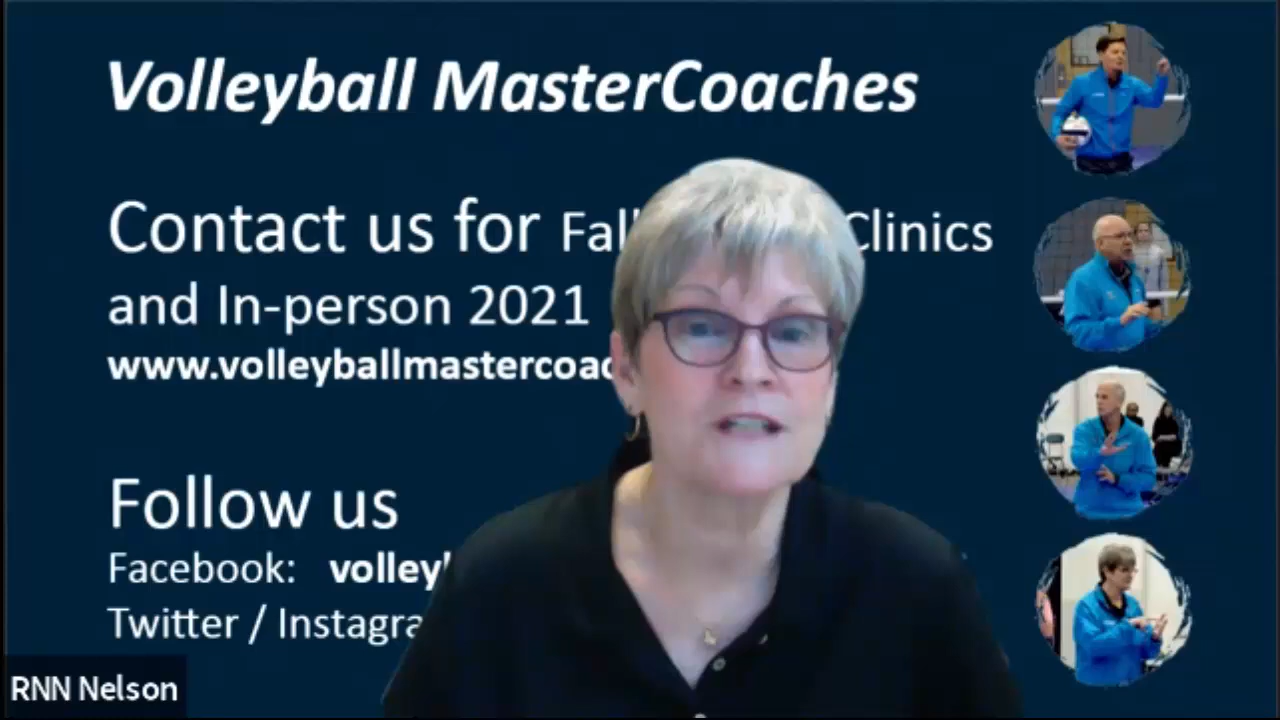 Volleyball MasterCoaches
Contact us for Fall Clinics
and In-person 2021
www.volleyballmastercoac
Follow us
Facebook: volleyb
Twitter / Instagra
RNN Nelson